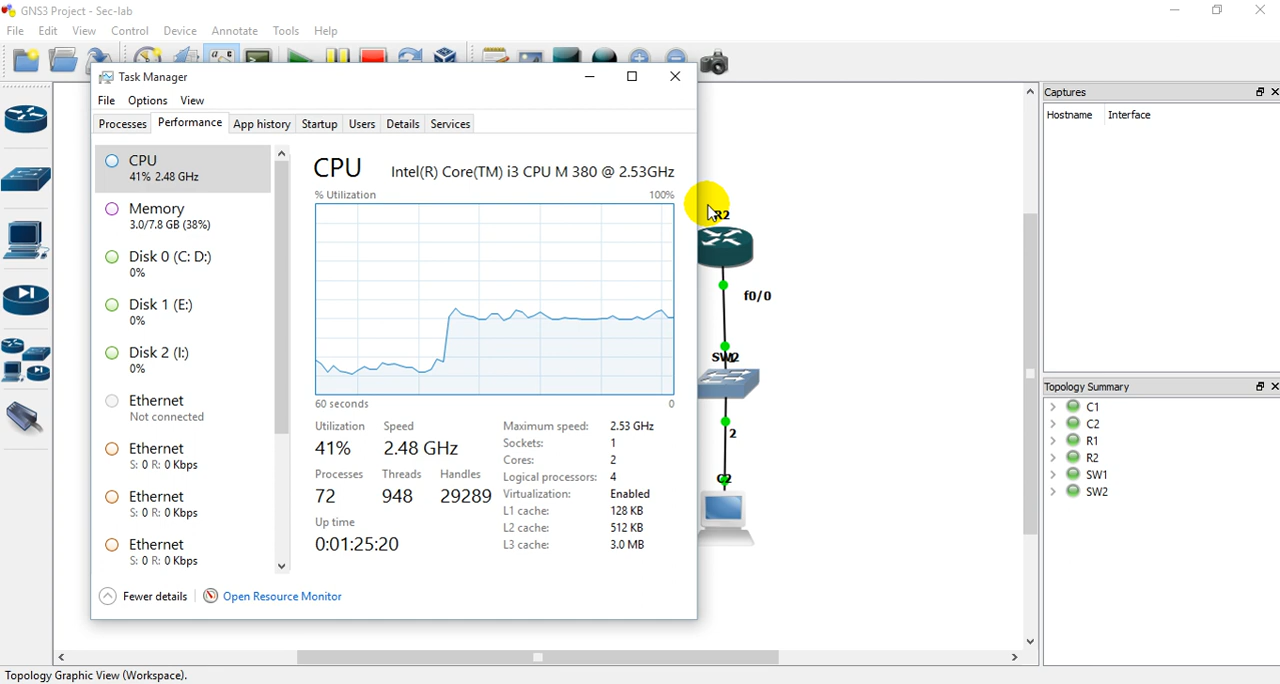 GNS3 Project - Sec-lab
File Edit View Control Device Annotate Tools Help
Task Manager
File Options View
Processes Performance App history Startup Users Details Services
CPU
41% 2.48 GHz
Memory
3.0/7.8 GB (38%)
Disk 0 (C: D:)
0%
Disk 1 (E:)
0%
Disk 2 (I:)
0%
Ethernet
Not connected
Ethernet
S: 0 R: 0 Kbps
Ethernet
S: 0 R: 0 Kbps
Ethernet
S: 0 R: 0 Kbps
CPU Intel(R) Core(TM) i3 CPU M 380 @ 2.53GHz
% Utilization 100%
60 seconds 0
Utilization Speed
41% 2.48 GHz
Processes Threads Handles
72 948 29289
Up time
0:01:25:20
Maximum speed: 2.53 GHz
Sockets: 1
Cores: 2
Logical processors: 4
Virtualization: Enabled
L1 cache: 128 KB
L2 cache: 512 KB
L3 cache: 3.0 MB
Fewer details Open Resource Monitor
R2
f0/0
SW2
2
C2
Captures
Hostname Interface
Topology Summary
C1
C2
R1
R2
SW1
SW2
Topology Graphic View (Workspace).